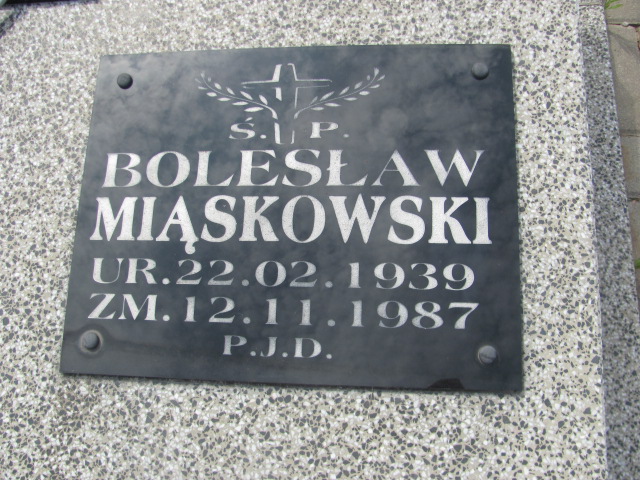 Ś. P.
BOLESŁAW
MIĄSKOWSKI
UR.22.02.1939
ZM.12.11.1987
P.J.D.